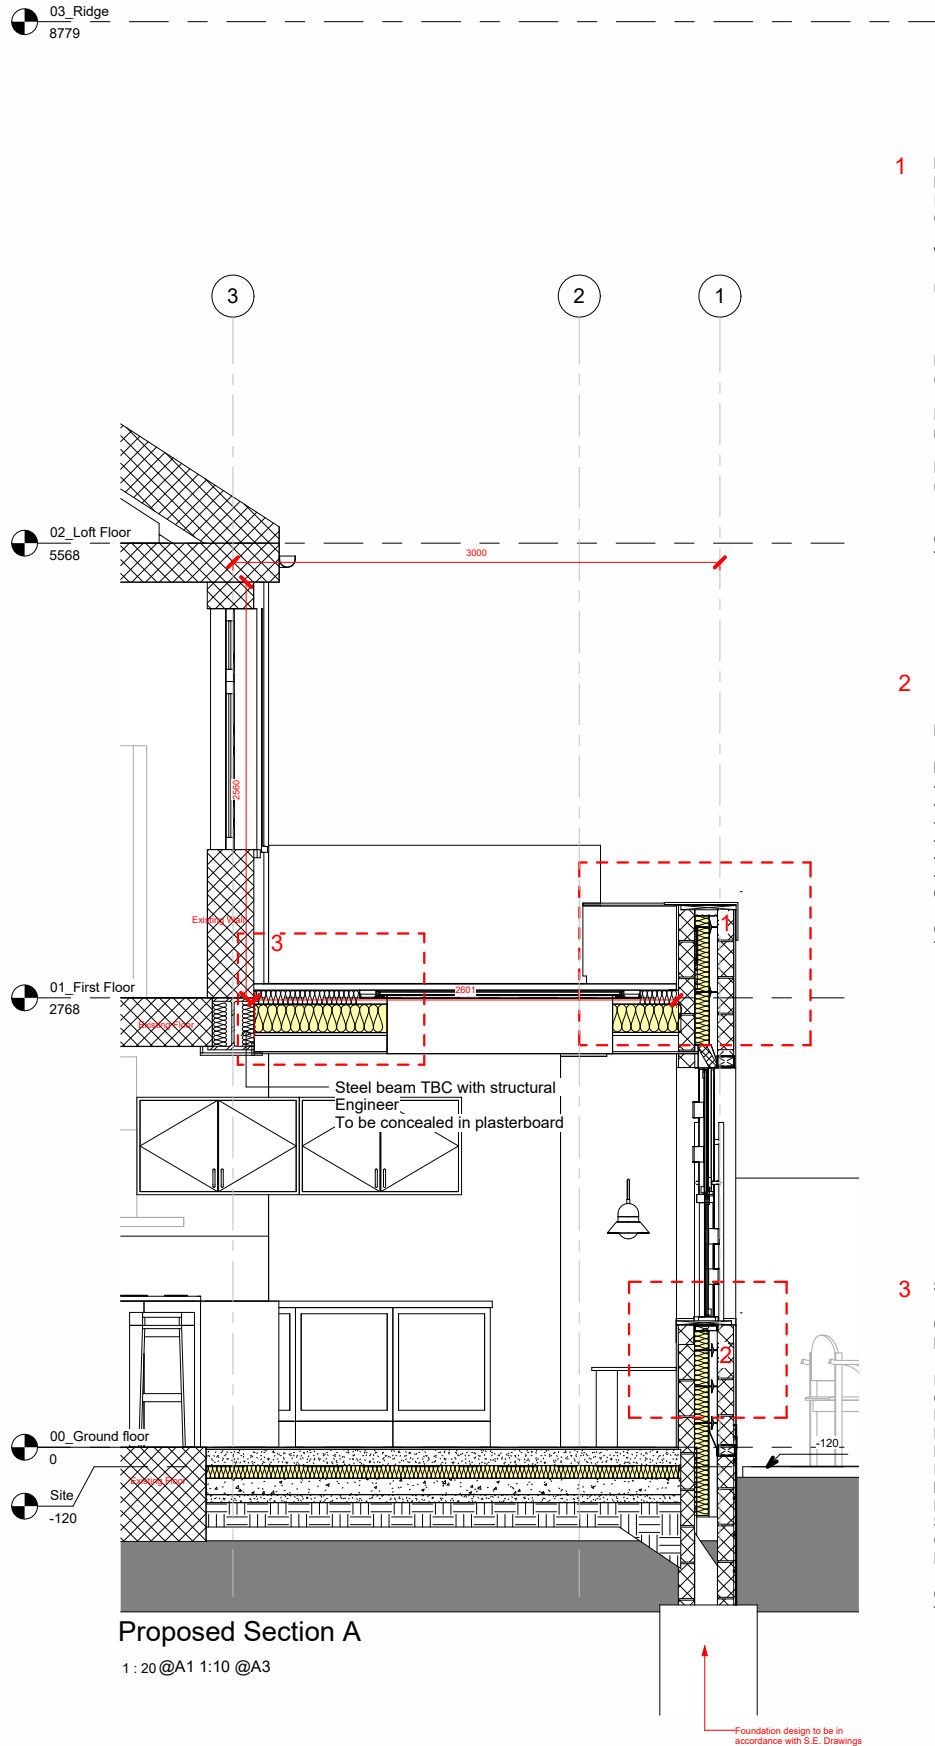 03_Ridge
8779
1
3
2
1
02_Loft Floor
5568
3000
2
2560
Existing Wall
1
3
01_First Floor
2768
2601
Existing Floor
Steel beam TBC with structural
Engineer
To be concealed in plasterboard
3
2
00_Ground floor
0
-120
Existing Floor
Site
-120
Proposed Section A
1 : 20 @A1 1:10 @A3
Foundation design to be in
accordance with S.E. Drawings